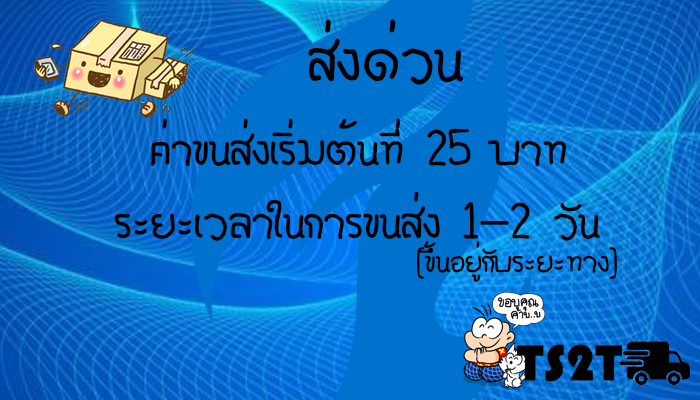 ส่งด่วน
ค่าขนส่งเริ่มต้นที่ 25 บาท
ระยะเวลาในการขนส่ง 1-2 วัน
(ขึ้นอยู่กับระยะทาง)
ขอบคุณ
คาบ..บ
TS2T